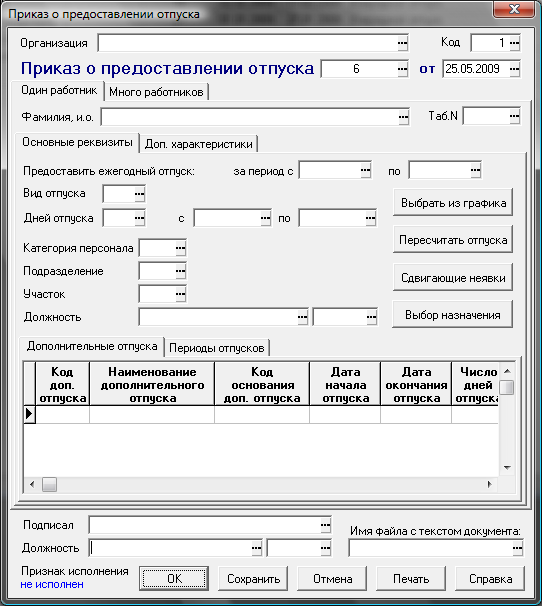 Приказ о предоставлении отпуска
Организация ... Код 1 ...
Приказ о предоставлении отпуска 6 ... от 25.05.2009 ...
Один работник Много работников
Фамилия, и.о. ... Таб.N ...
Основные реквизиты Доп. характеристики
Предоставить ежегодный отпуск: за период с ... по ...
Вид отпуска ... Выбрать из графика
Дней отпуска ... с ... по ...
Категория персонала ... Пересчитать отпуска
Подразделение ... Сдвигающие неявки
Участок ...
Должность ... ... Выбор назначения
Дополнительные отпуска Периоды отпусков
Код доп. отпуска Наименование дополнительного отпуска Код основания доп. отпуска Дата начала отпуска Дата окончания отпуска Число дней отпуска
Подписал ... Имя файла с текстом документа:
Должность ... ... ...
Признак исполнения
не исполнен
OK Сохранить Отмена Печать Справка